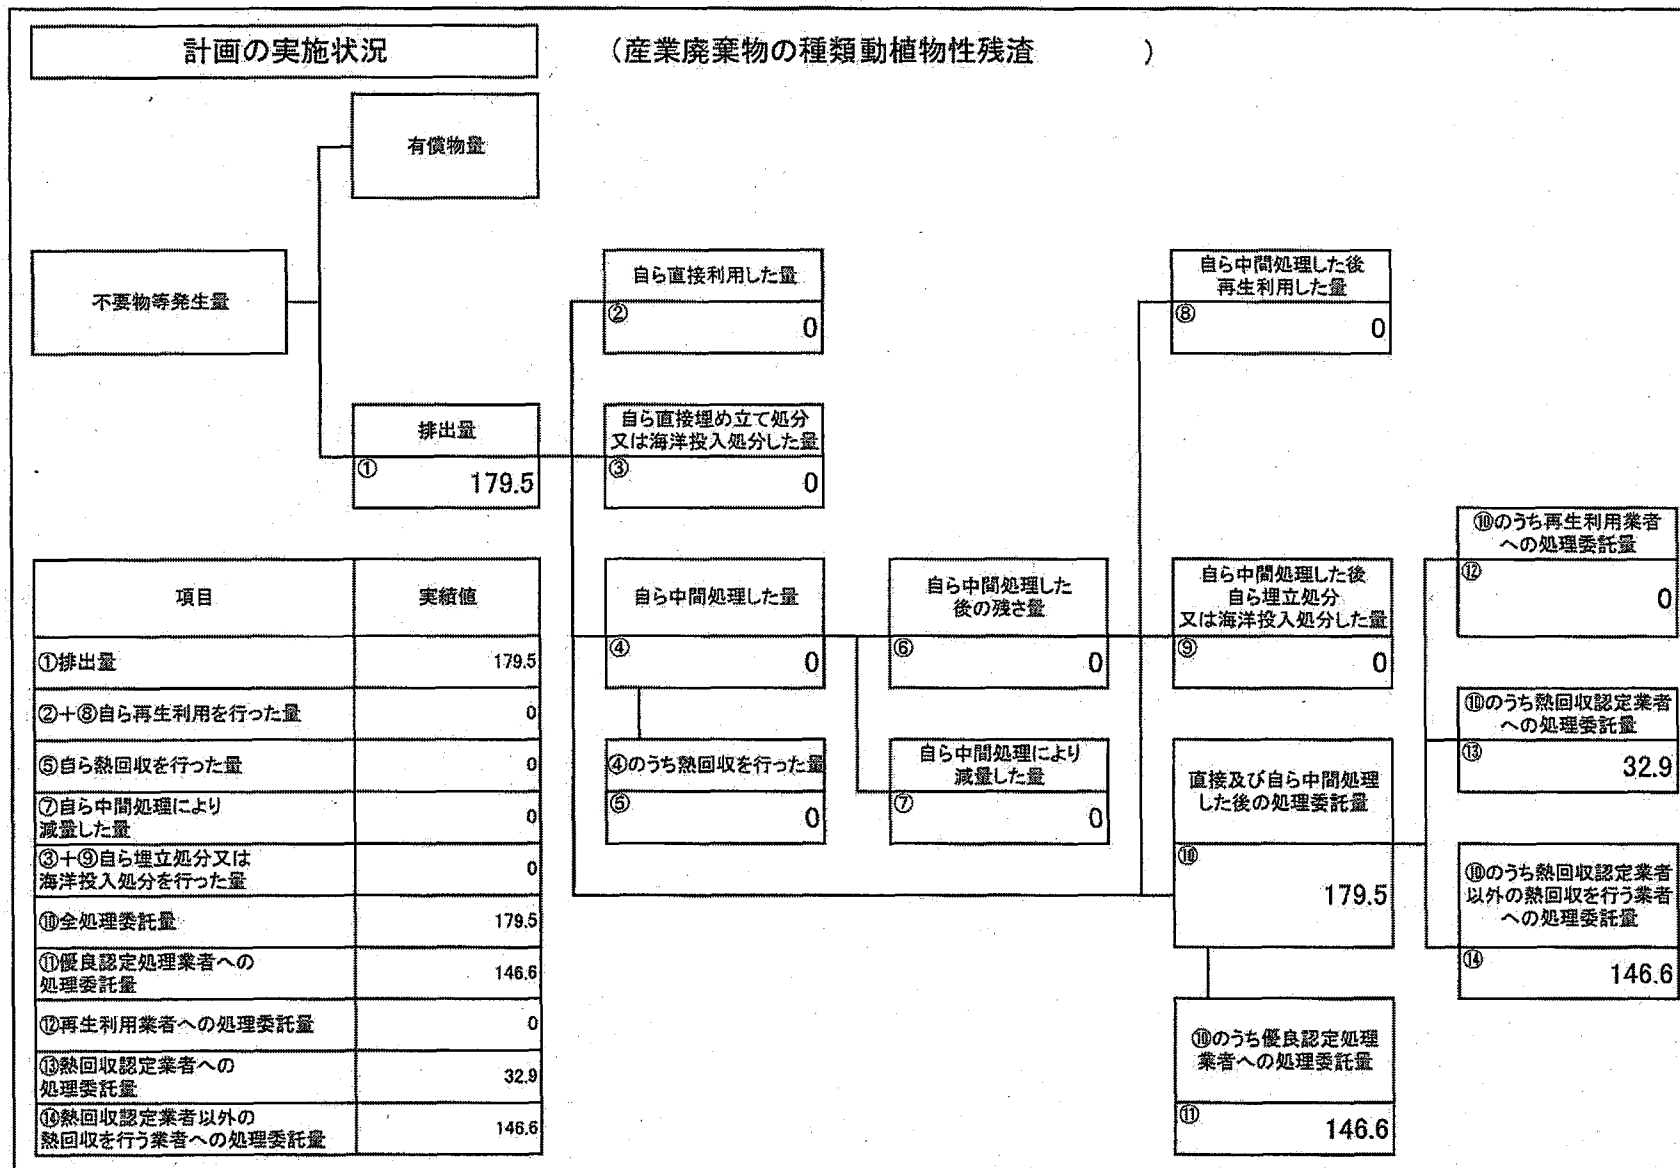 計画の実施状況
(産業廃棄物の種類動植物性残渣 )
有償物量
不要物等発生量
排出量
①
179.5
自ら直接利用した量
②
0
自ら直接埋め立て処分
又は海洋投入処分した量
③
0
自ら中間処理した量
④
0
④のうち熱回収を行った量
⑤
0
自ら中間処理した
後の残さ量
⑥
0
自ら中間処理により
減量した量
⑦
0
自ら中間処理した後
再生利用した量
⑧
0
自ら中間処理した後
自ら埋立処分
又は海洋投入処分した量
⑨
0
直接及び自ら中間処理
した後の処理委託量
⑩
179.5
⑩のうち優良認定処理
業者への処理委託量
⑪
146.6
⑩のうち再生利用業者
への処理委託量
⑫
0
⑩のうち熱回収認定業者
への処理委託量
⑬
32.9
⑩のうち熱回収認定業者
以外の熱回収を行う業者
への処理委託量
⑭
146.6
項目 実績値
①排出量 179.5
②+⑧自ら再生利用を行った量 0
⑤自ら熱回収を行った量 0
⑦自ら中間処理により
減量した量 0
③+⑨自ら埋立処分又は
海洋投入処分を行った量 0
⑩全処理委託量 179.5
⑪優良認定処理業者への
処理委託量 146.6
⑫再生利用業者への処理委託量 0
⑬熱回収認定業者への
処理委託量 32.9
⑭熱回収認定業者以外の
熱回収を行う業者への処理委託量 146.6